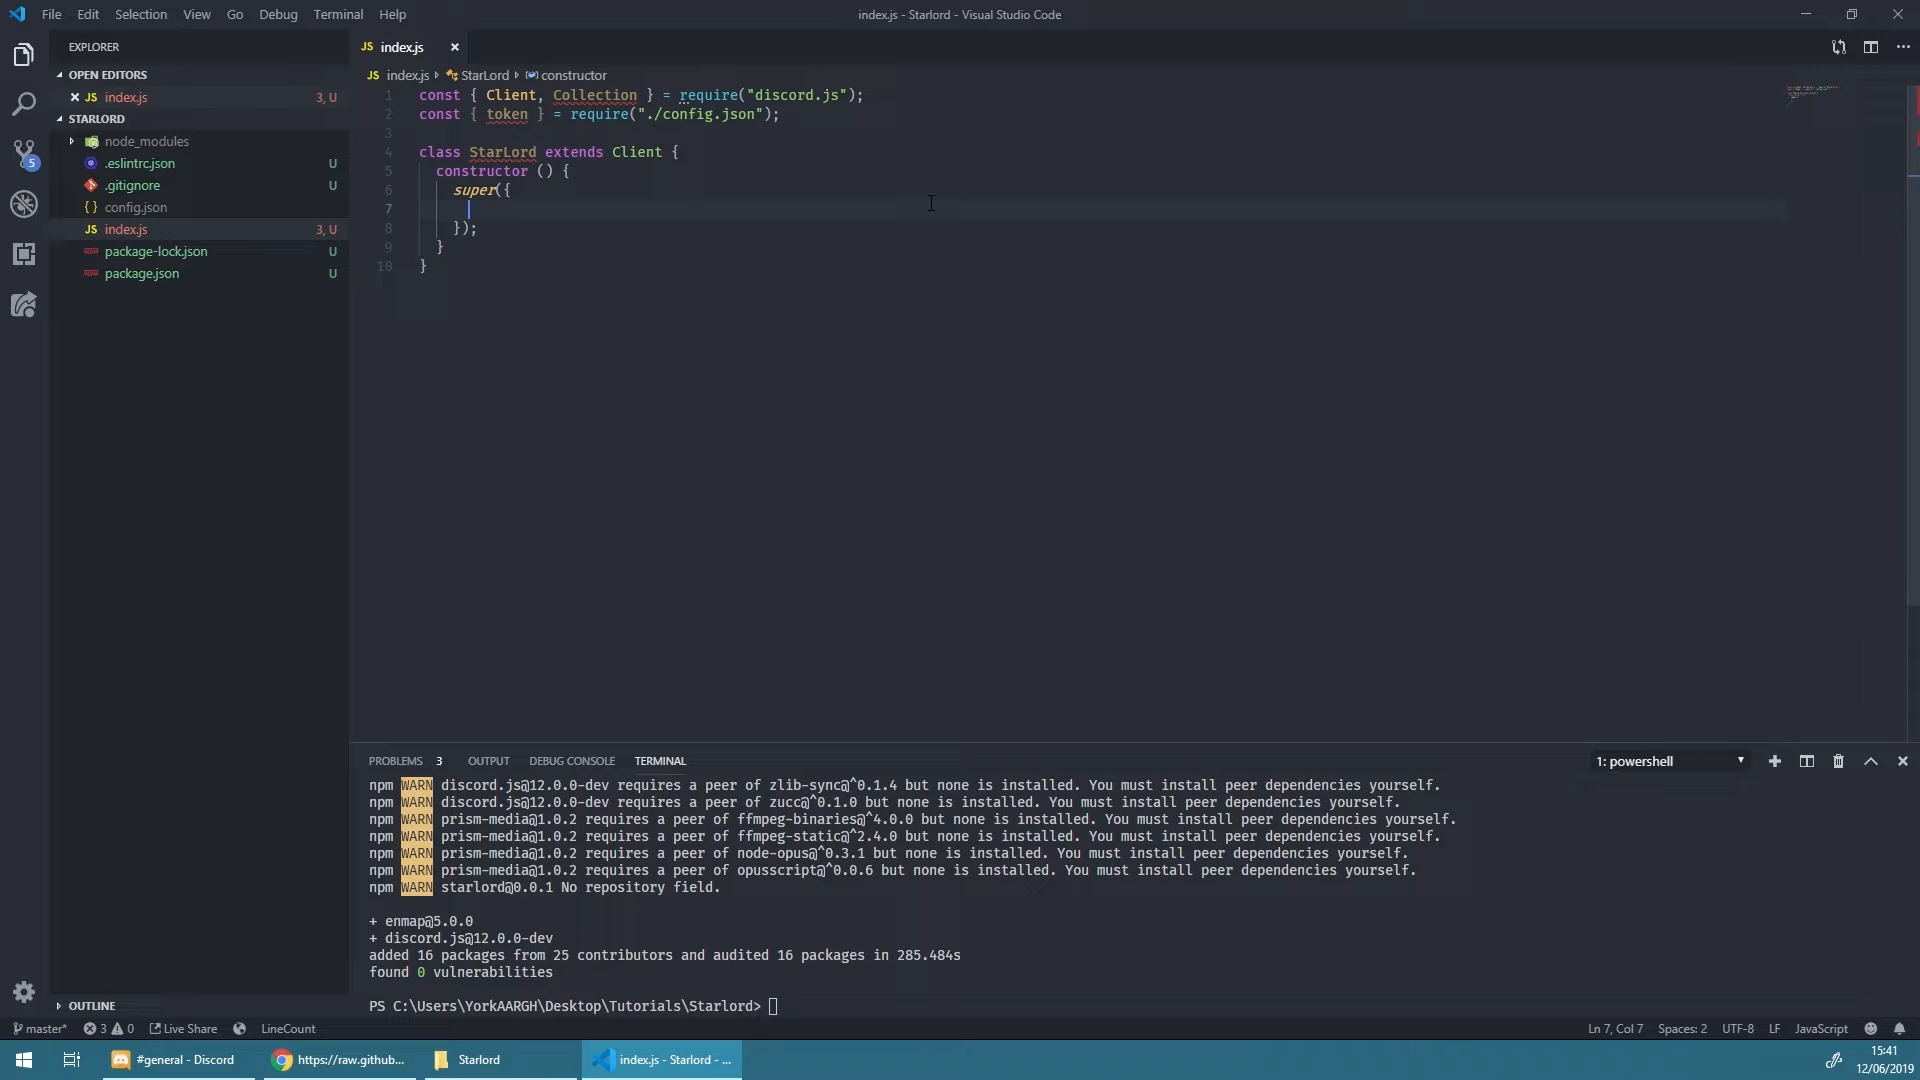 File Edit Selection View Go Debug Terminal Help
index.js - Starlord - Visual Studio Code
EXPLORER
OPEN EDITORS
JS index.js 3, U
STARLORD
node_modules
.eslintrc.json U
.gitignore U
{ } config.json
JS index.js 3, U
package-lock.json U
package.json U
OUTLINE
5
JS index.js
JS index.js StarLord constructor
1 const { Client, Collection } = require("discord.js");
2 const { token } = require("./config.json");
3
4 class StarLord extends Client {
5 constructor () {
6 super({
7
8 });
9 }
10 }
PROBLEMS 3 OUTPUT DEBUG CONSOLE TERMINAL
1: powershell
npm WARN discord.js@12.0.0-dev requires a peer of zlib-sync@^0.1.4 but none is installed. You must install peer dependencies yourself.
npm WARN discord.js@12.0.0-dev requires a peer of zucc@^0.1.0 but none is installed. You must install peer dependencies yourself.
npm WARN prism-media@1.0.2 requires a peer of ffmpeg-binaries@^4.0.0 but none is installed. You must install peer dependencies yourself.
npm WARN prism-media@1.0.2 requires a peer of ffmpeg-static@^2.4.0 but none is installed. You must install peer dependencies yourself.
npm WARN prism-media@1.0.2 requires a peer of node-opus@^0.3.1 but none is installed. You must install peer dependencies yourself.
npm WARN prism-media@1.0.2 requires a peer of opusscript@^0.0.6 but none is installed. You must install peer dependencies yourself.
npm WARN starlord@0.0.1 No repository field.
+ enmap@5.0.0
+ discord.js@12.0.0-dev
added 16 packages from 25 contributors and audited 16 packages in 285.484s
found 0 vulnerabilities
PS C:\Users\YorkAARGH\Desktop\Tutorials\Starlord>
master* 3 0 Live Share LineCount
Ln 7, Col 7 Spaces: 2 UTF-8 LF JavaScript
#general - Discord
https://raw.github...
Starlord
index.js - Starlord - ...
15:41
12/06/2019